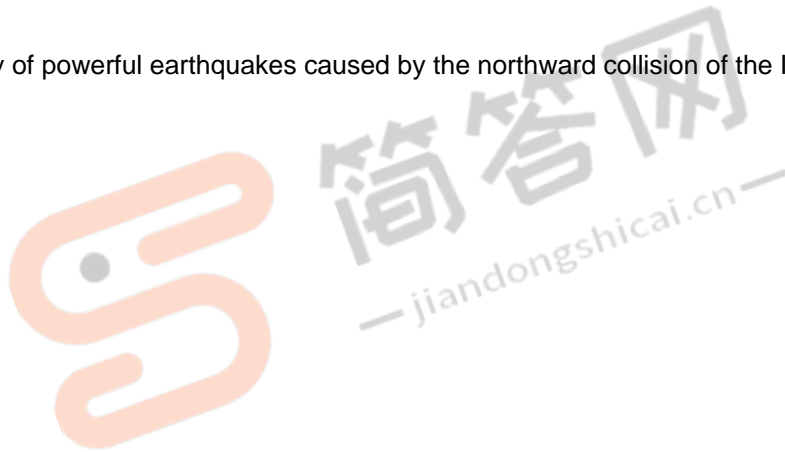 of powerful earthquakes caused by the northward collision of the
简答网
jiandongshicai.cn